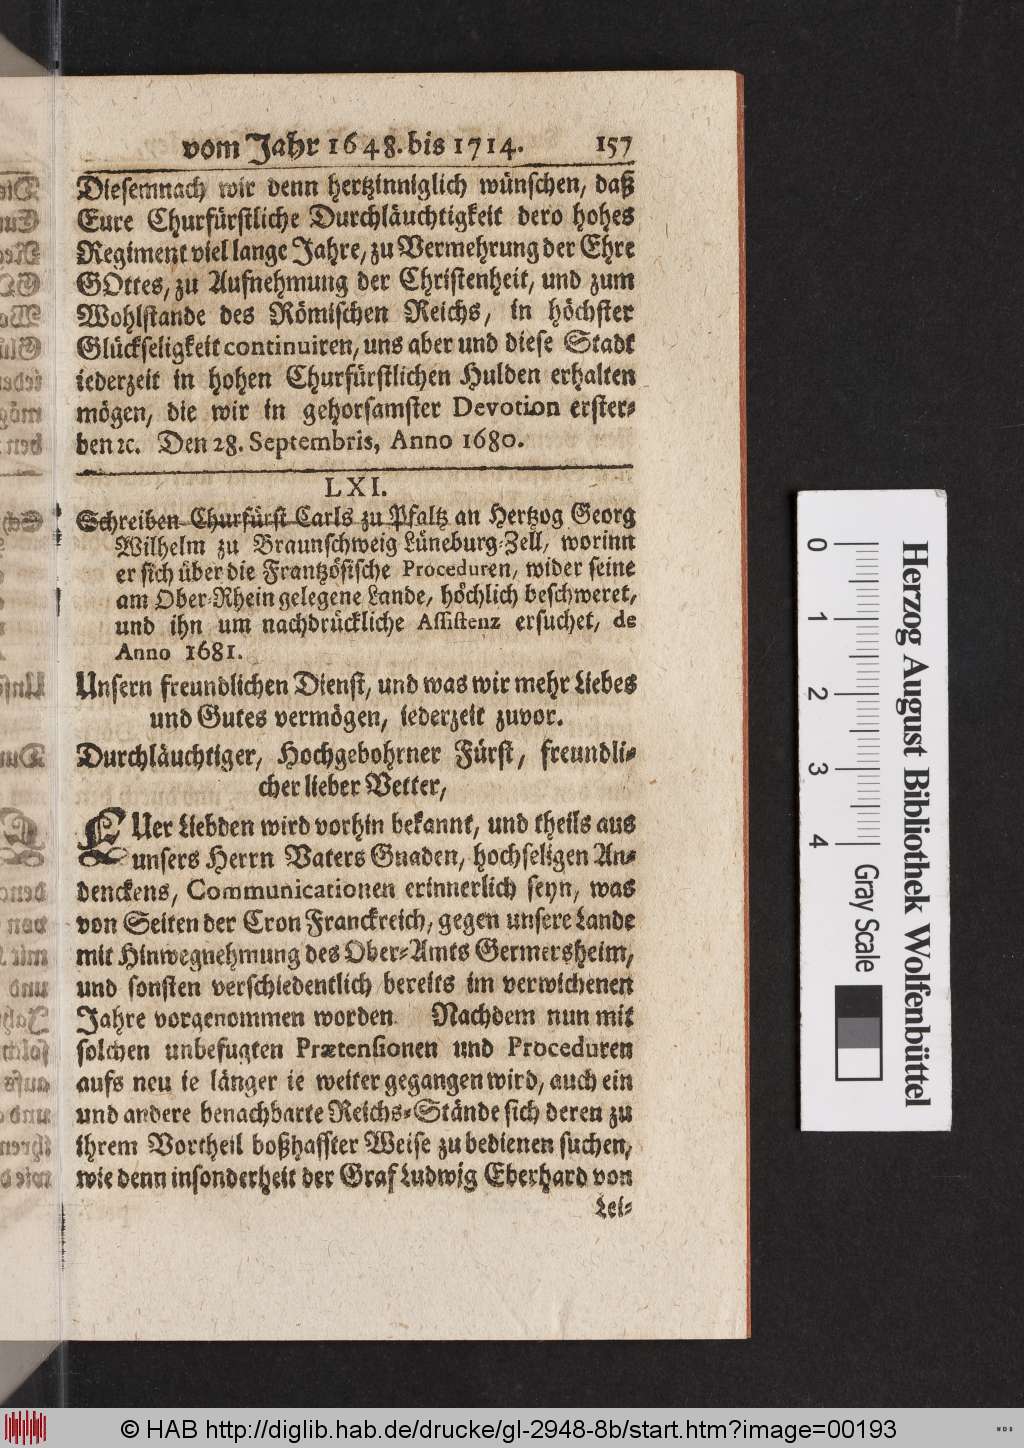 vom Jahr 1648. bis 1714. 157
Diesemnach wir denn hertzinniglich wünschen, daß
Eure Churfürstliche Durchläuchtigkeit dero hohes
Regiment viel lange Jahre, zu Vermehrung der Ehre
GOttes, zu Aufnehmung der Christenheit, und zum
Wohlstande des Römischen Reichs, in höchster
Glückseligkeit continuiren, uns aber und diese Stadt
iederzeit in hohen Churfürstlichen Hulden erhalten
mögen, die wir in gehorsamster Devotion erster-
ben ꝛc. Den 28. Septembris, Anno 1680.
LXI.
Schreiben Churfürst Carls zu Pfaltz an Hertzog Georg
Wilhelm zu Braunschweig Lüneburg-Zell, worinn
er sich über die Frantzösische Proceduren, wider seine
am Ober-Rhein gelegene Lande, höchlich beschweret,
und ihn um nachdrückliche Assistenz ersuchet, de
Anno 1681.
Unsern freundlichen Dienst, und was wir mehr Liebes
und Gutes vermögen, iederzeit zuvor.
Durchläuchtiger, Hochgebohrner Fürst, freundli-
cher lieber Vetter,
EUer Liebden wird vorhin bekannt, und theils aus
unsers Herrn Vaters Gnaden, hochseligen An-
denckens, Communicationen erinnerlich seyn, was
von Seiten der Cron Franckreich, gegen unsere Lande
mit Hinwegnehmung des Ober-Amts Germersheim,
und sonsten verschiedentlich bereits im verwichenen
Jahre vorgenommen worden. Nachdem nun mit
solchen unbefugten Prætensionen und Proceduren
aufs neu ie länger ie weiter gegangen wird, auch ein
und andere benachbarte Reichs-Stände sich deren zu
ihrem Vortheil boßhaffter Weise zu bedienen suchen,
wie denn insonderheit der Graf Ludwig Eberhard von
Lei-
0 1 2 3 4
Gray Scale
Herzog August Bibliothek Wolfenbüttel
© HAB http://diglib.hab.de/drucke/gl-2948-8b/start.htm?image=00193